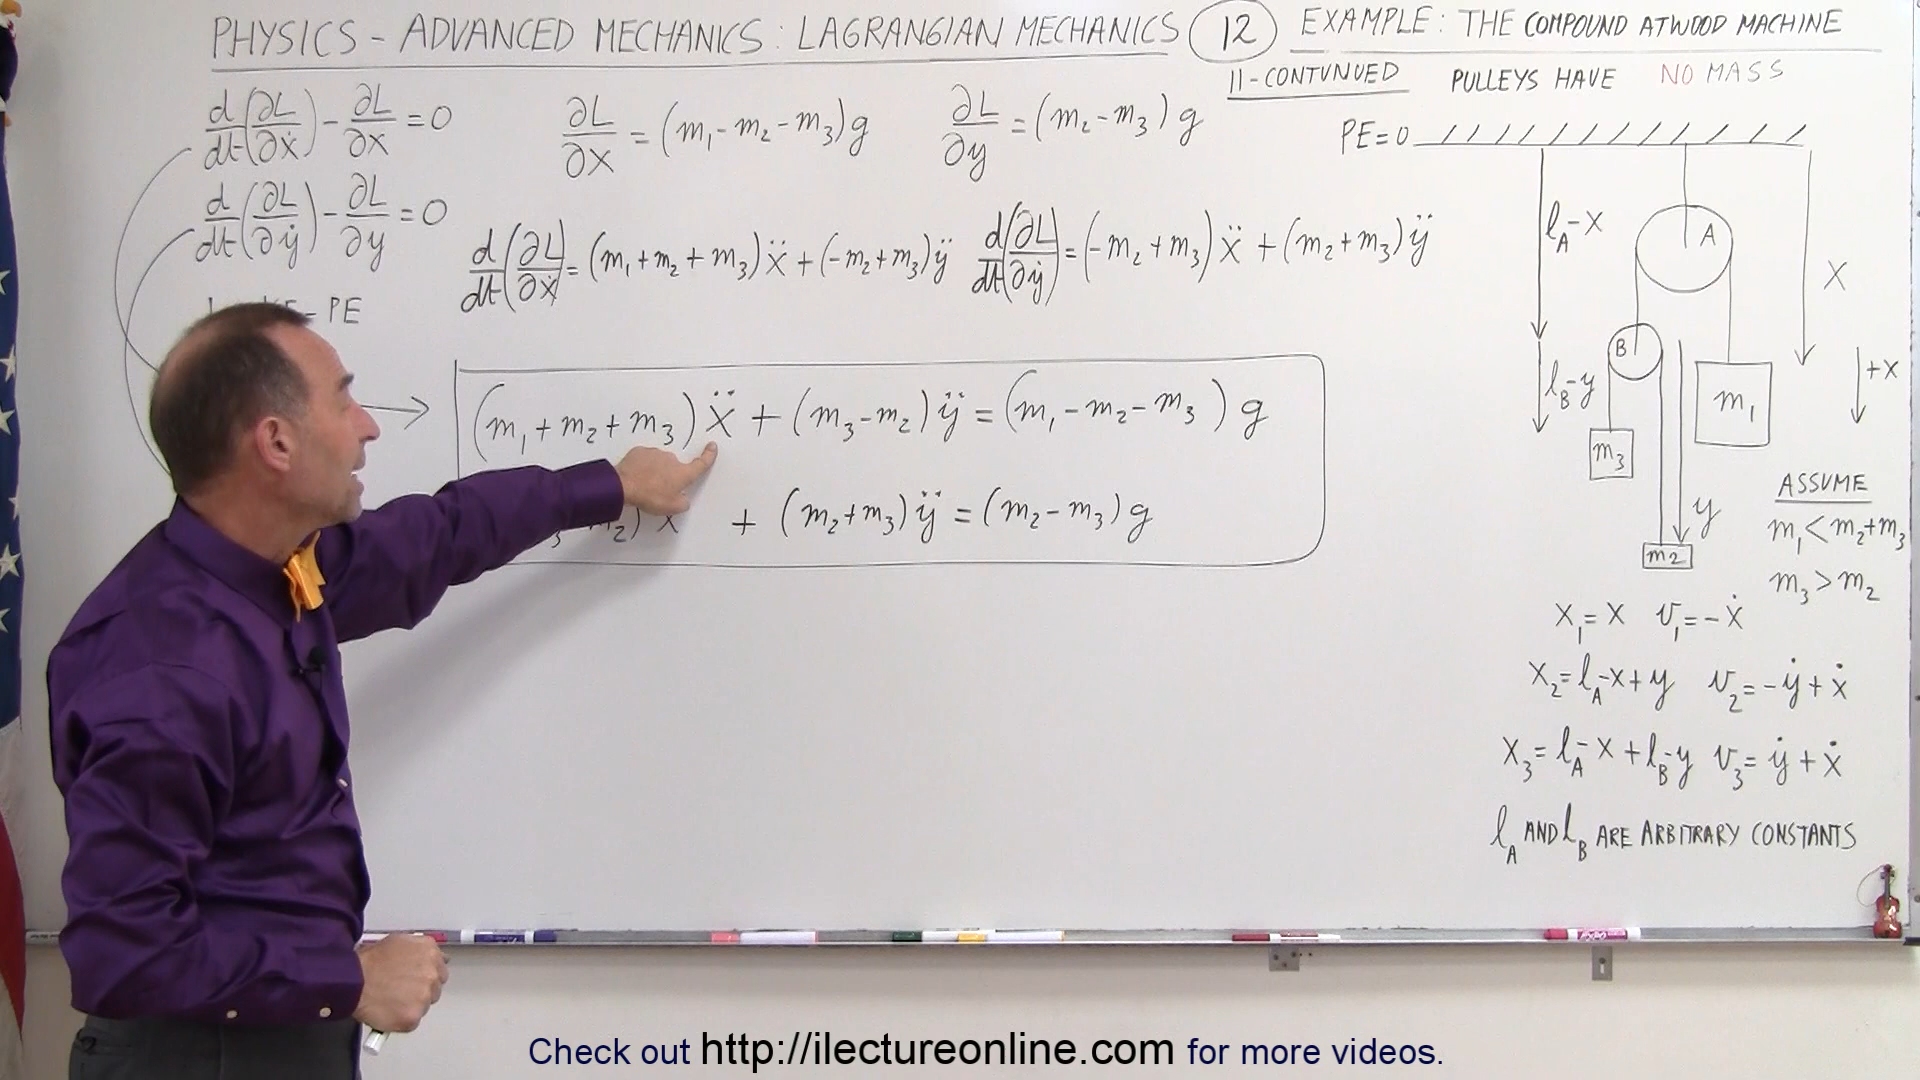 PHYSICS - ADVANCED MECHANICS: LAGRANGIAN MECHANICS (12) EXAMPLE: THE COMPOUND ATWOOD MACHINE
11-CONTUNUED PULLEYS HAVE NO MASS
d/dt(∂L/∂ẋ) - ∂L/∂x = 0
∂L/∂x = (m₁ - m₂ - m₃)g
∂L/∂y = (m₂ - m₃)g
d/dt(∂L/∂ẏ) - ∂L/∂y = 0
d/dt(∂L/∂ẋ) = (m₁ + m₂ + m₃)ẍ + (-m₂ + m₃)ÿ
d/dt(∂L/∂ẏ) = (-m₂ + m₃)ẍ + (m₂ + m₃)ÿ
- PE
(m₁ + m₂ + m₃)ẍ + (m₃ - m₂)ÿ = (m₁ - m₂ - m₃)g
₃ m₂) x + (m₂ + m₃)ÿ = (m₂ - m₃)g
PE = 0
l_A - x
A
x
B
l_B - y
+x
m₁
m₃
y
m₂
ASSUME
m₁ < m₂ + m₃
m₃ > m₂
x₁ = x v₁ = -ẋ
x₂ = l_A - x + y v₂ = -ẏ + ẋ
x₃ = l_A - x + l_B - y v₃ = ẏ + ẋ
l_A AND l_B ARE ARBITRARY CONSTANTS
Check out http://ilectureonline.com for more videos.